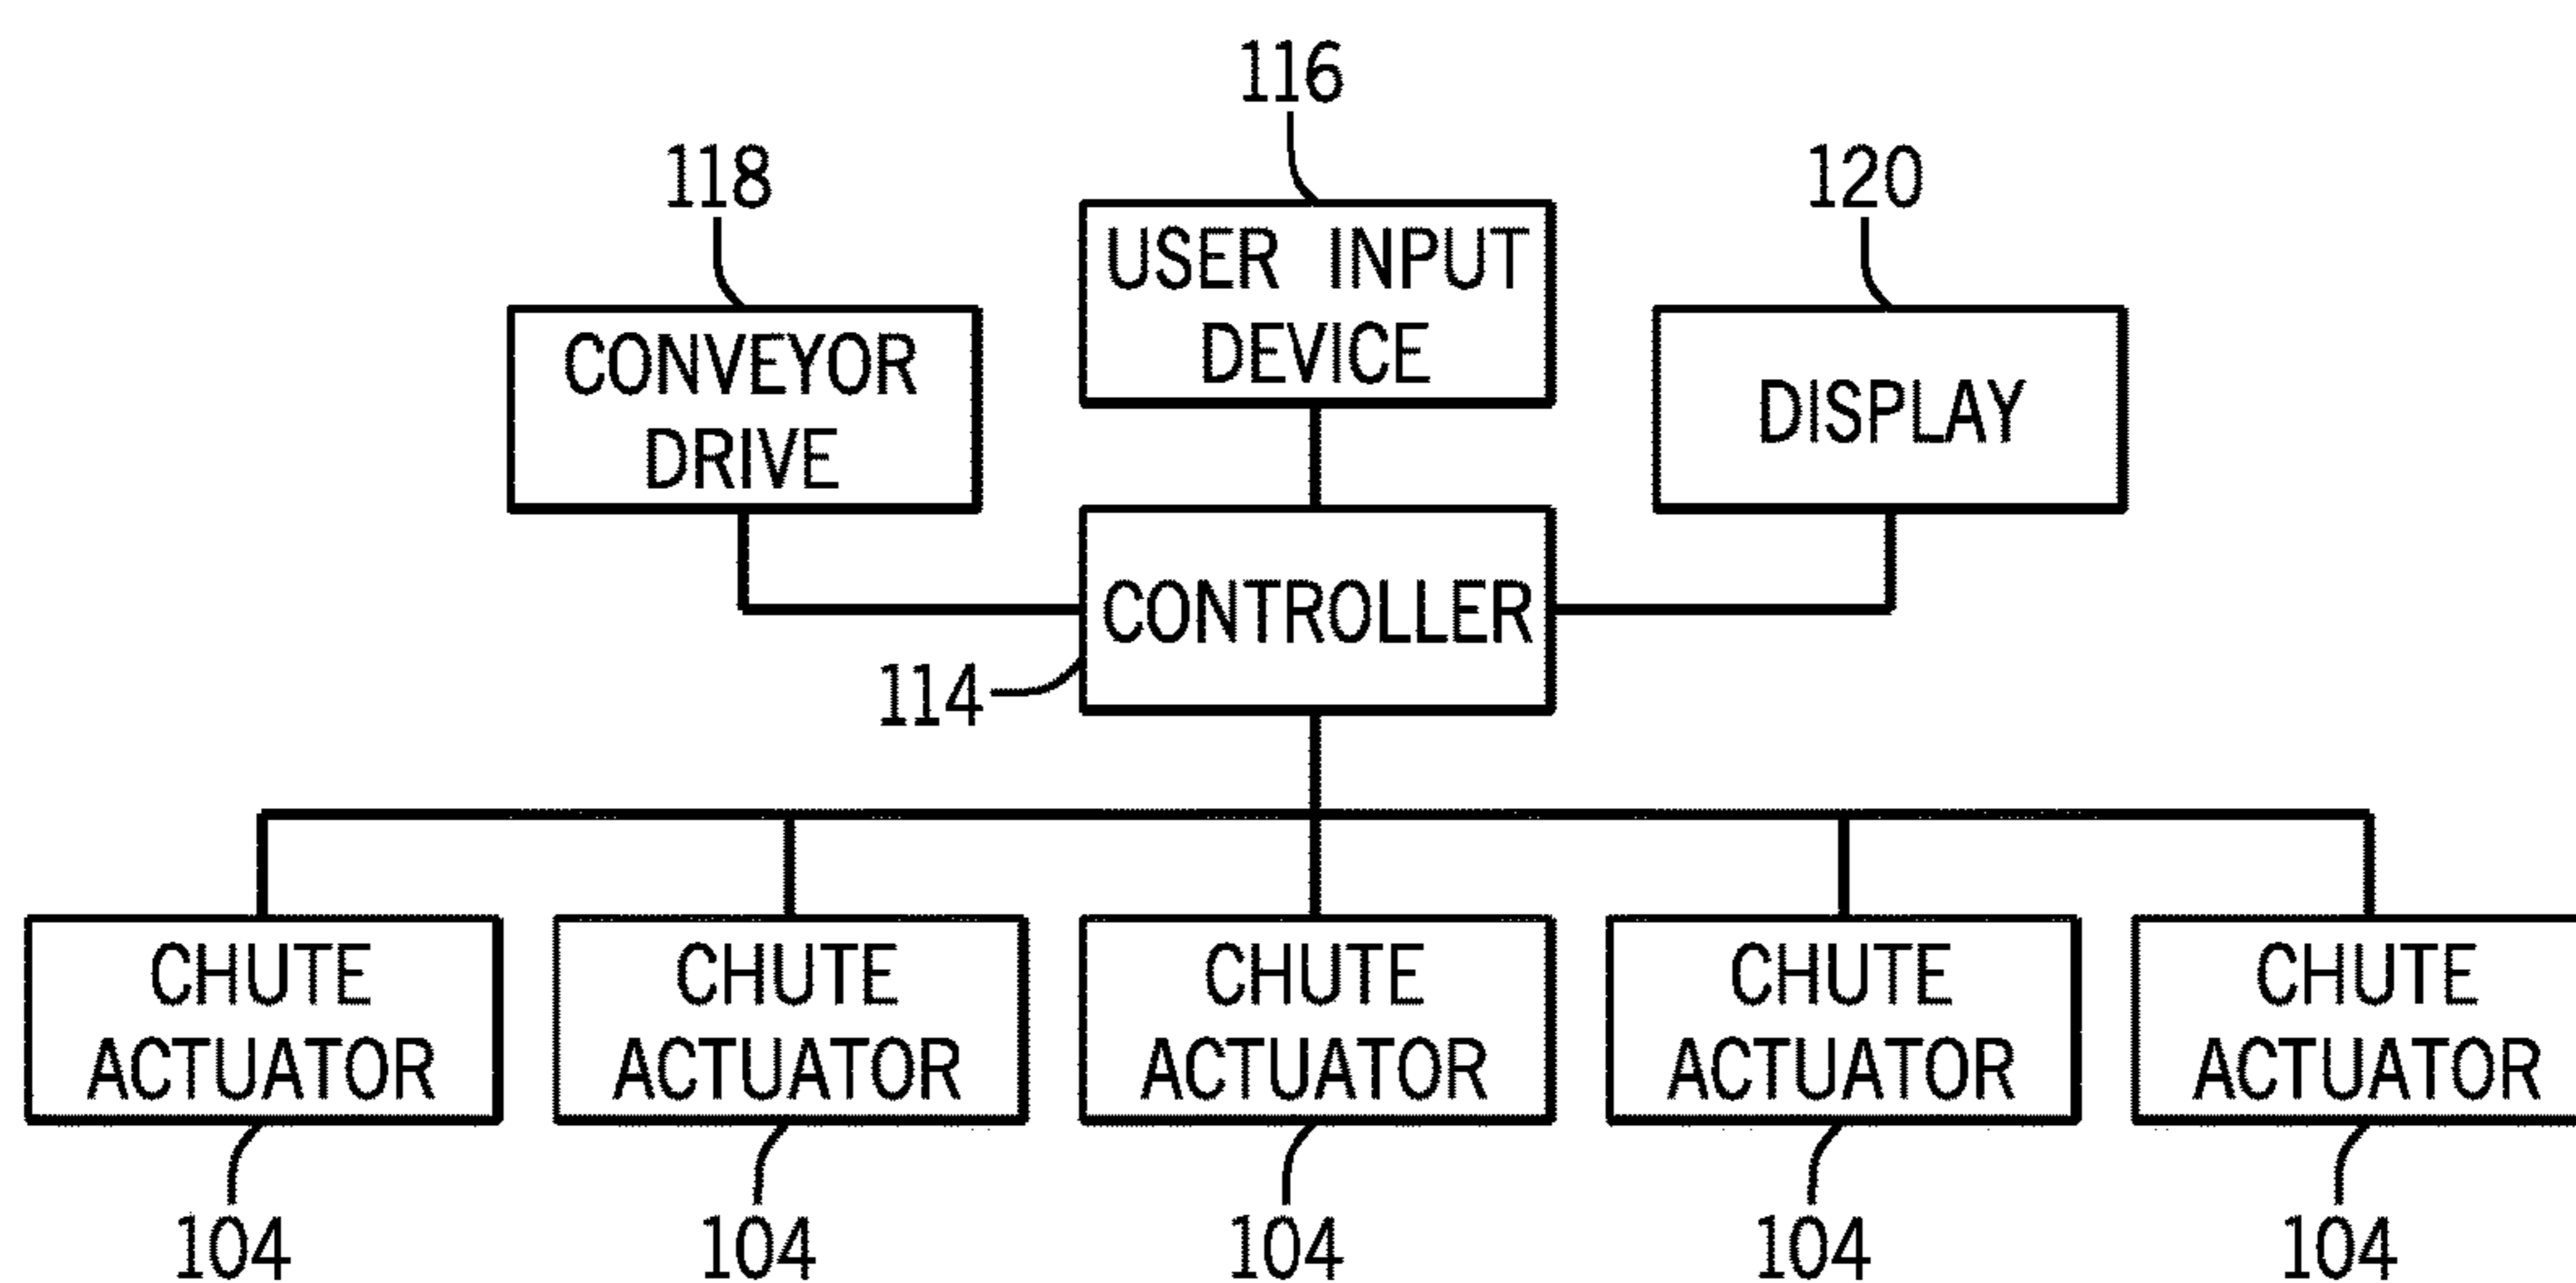 116
118
120
USER INPUT
DEVICE
CONVEYOR
DRIVE
DISPLAY
CONTROLLER
114
CHUTE
ACTUATOR
CHUTE
ACTUATOR
CHUTE
ACTUATOR
CHUTE
ACTUATOR
CHUTE
ACTUATOR
104
104
104
104
104